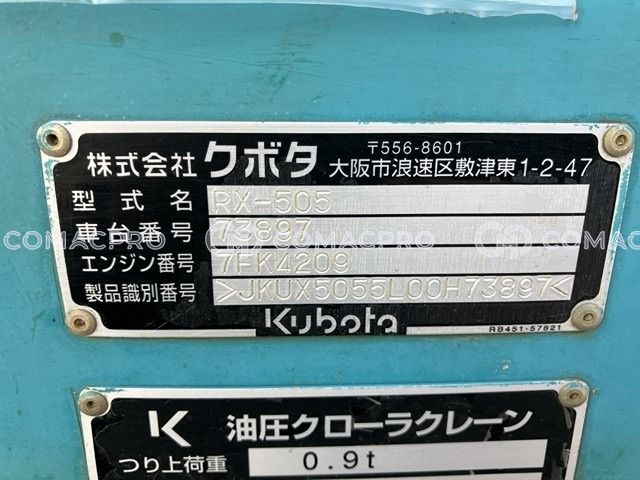 株式会社 クボタ 〒556-8601
大阪市浪速区敷津東1-2-47
型式名 RX-505
車台番号 73897
エンジン番号 7FK4209
製品識別番号 >JKUX5055L00H73897<
Kubota
RB451-57821
油圧クローラクレーン
つり上荷重 0.9t
COMACPRO
COMACPRO
COMACPRO